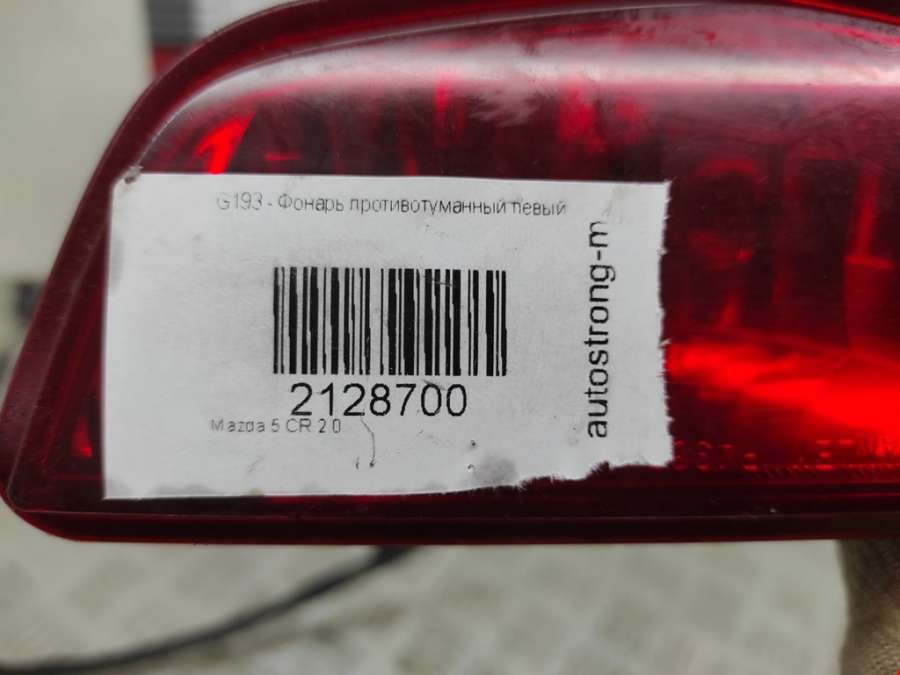 G193 - Фонарь противотуманный левый
2128700
Mazda 5 CR 2.0
autostrong-m